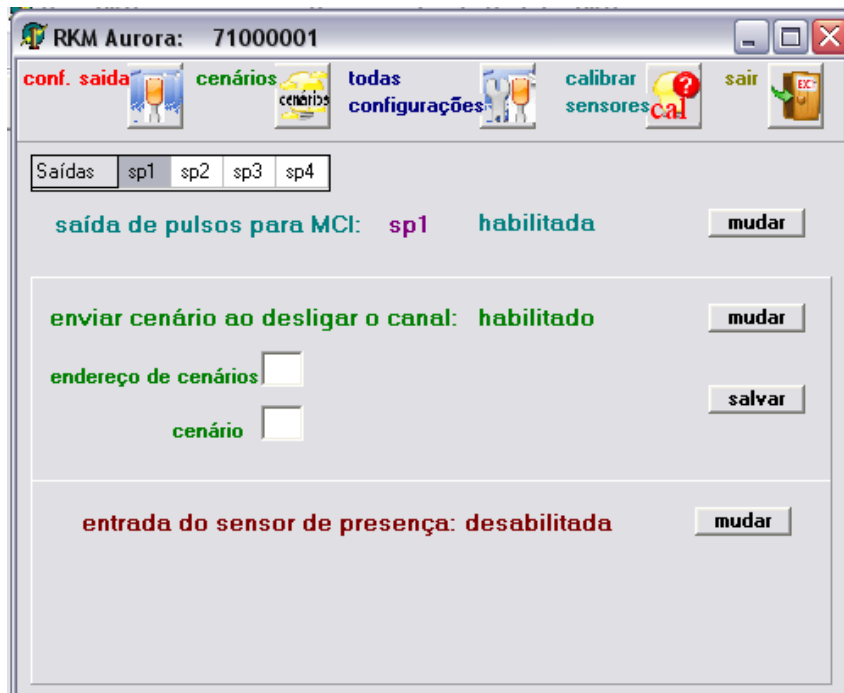 RKM Aurora: 71000001
conf. saida cenários todas configurações calibrar sensores sair
cenários cal EXIT
Saídas sp1 sp2 sp3 sp4
saída de pulsos para MCI: sp1 habilitada mudar
enviar cenário ao desligar o canal: habilitado mudar
endereço de cenários
salvar
cenário
entrada do sensor de presença: desabilitada mudar